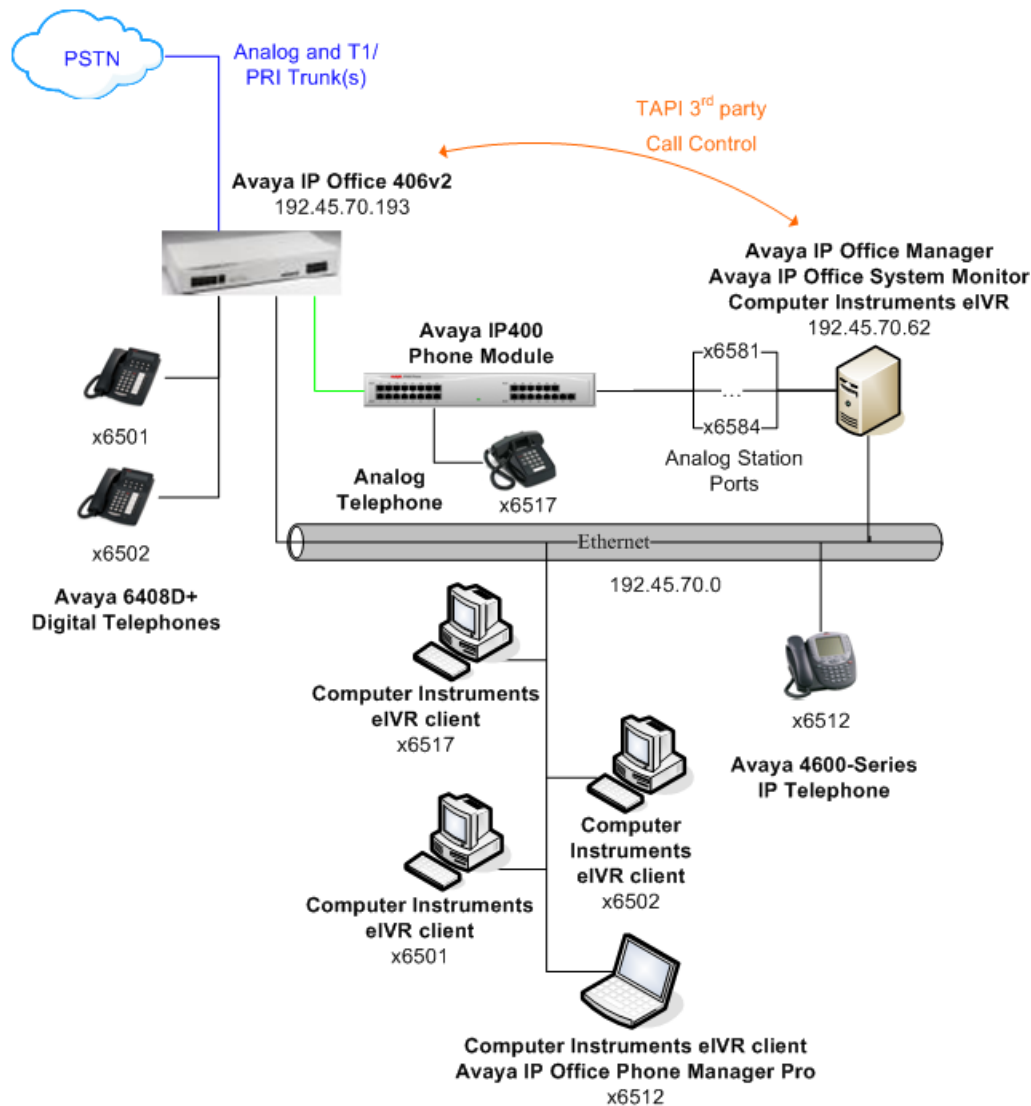 PSTN
Analog and T1/
PRI Trunk(s)
TAPI 3rd party
Call Control
Avaya IP Office 406v2
192.45.70.193
Avaya IP Office Manager
Avaya IP Office System Monitor
Computer Instruments eIVR
192.45.70.62
Avaya IP400
Phone Module
x6581
...
x6584
Analog Station
Ports
x6501
Analog
Telephone
x6517
x6502
Avaya 6408D+
Digital Telephones
Ethernet
192.45.70.0
Computer Instruments
eIVR client
x6517
x6512
Avaya 4600-Series
IP Telephone
Computer
Instruments
eIVR client
x6502
Computer Instruments
eIVR client
x6501
Computer Instruments eIVR client
Avaya IP Office Phone Manager Pro
x6512